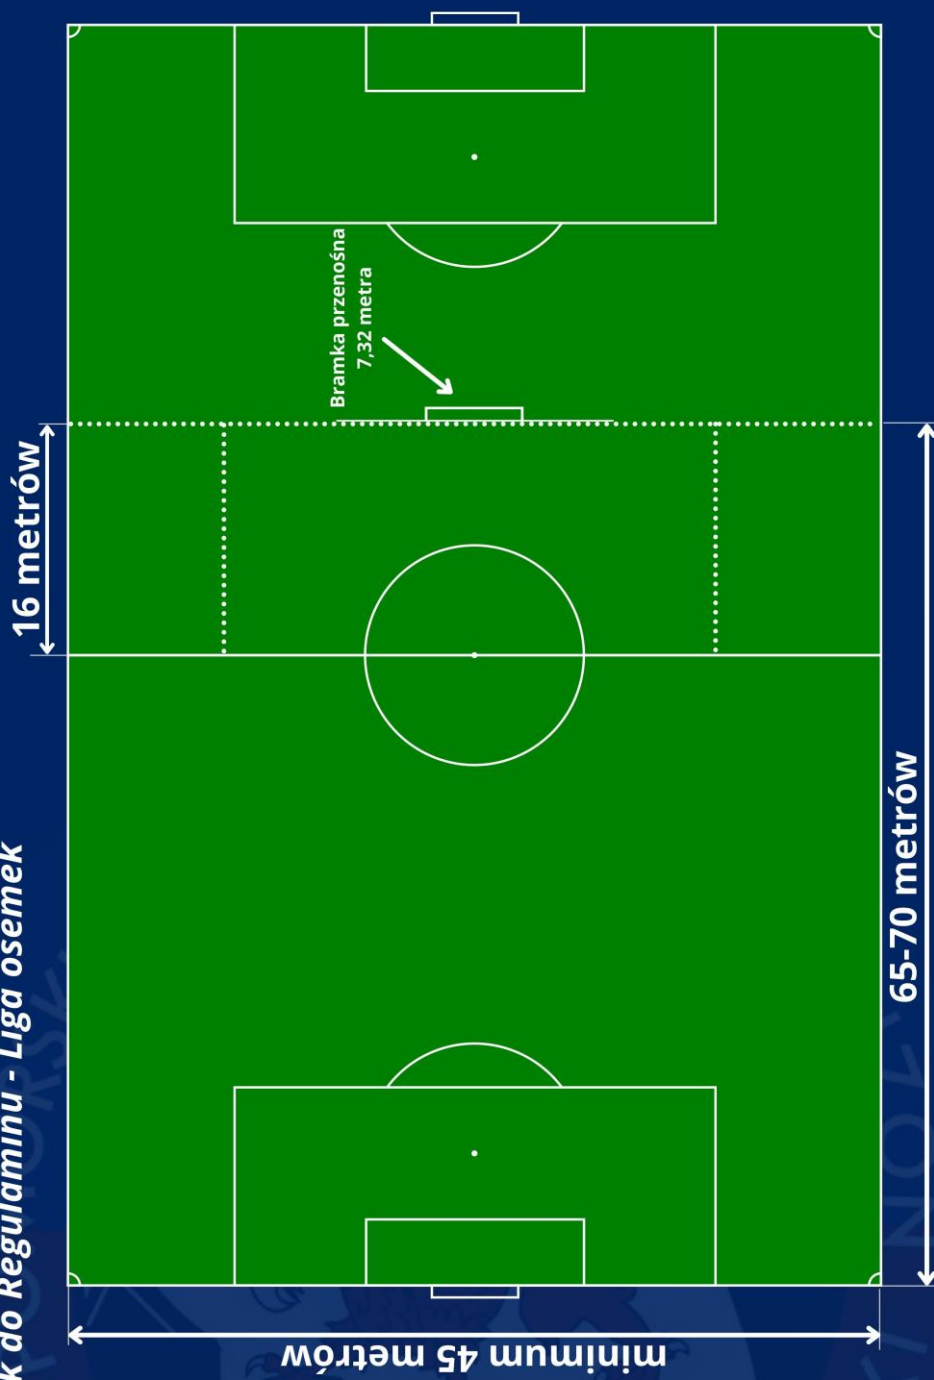 k do Regulaminu - Liga osemek
16 metrów
Bramka przenośna
7,32 metra
65-70 metrów
minimum 45 metrów